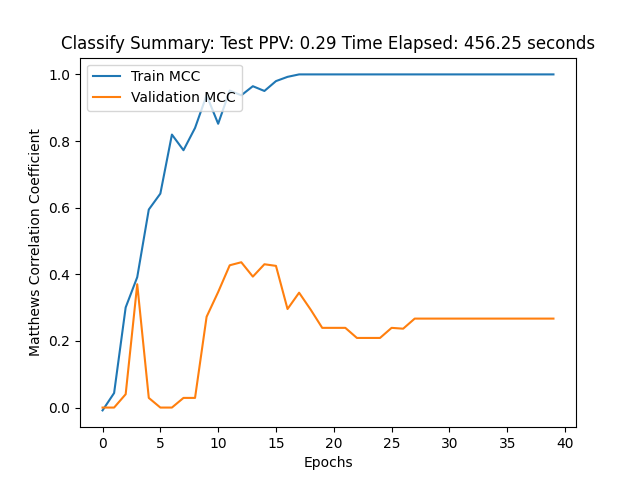 Classify Summary: Test PPV: 0.29 Time Elapsed: 456.25 seconds
Train MCC
Validation MCC
Matthews Correlation Coefficient
1.0
0.8
0.6
0.4
0.2
0.0
0 5 10 15 20 25 30 35 40
Epochs